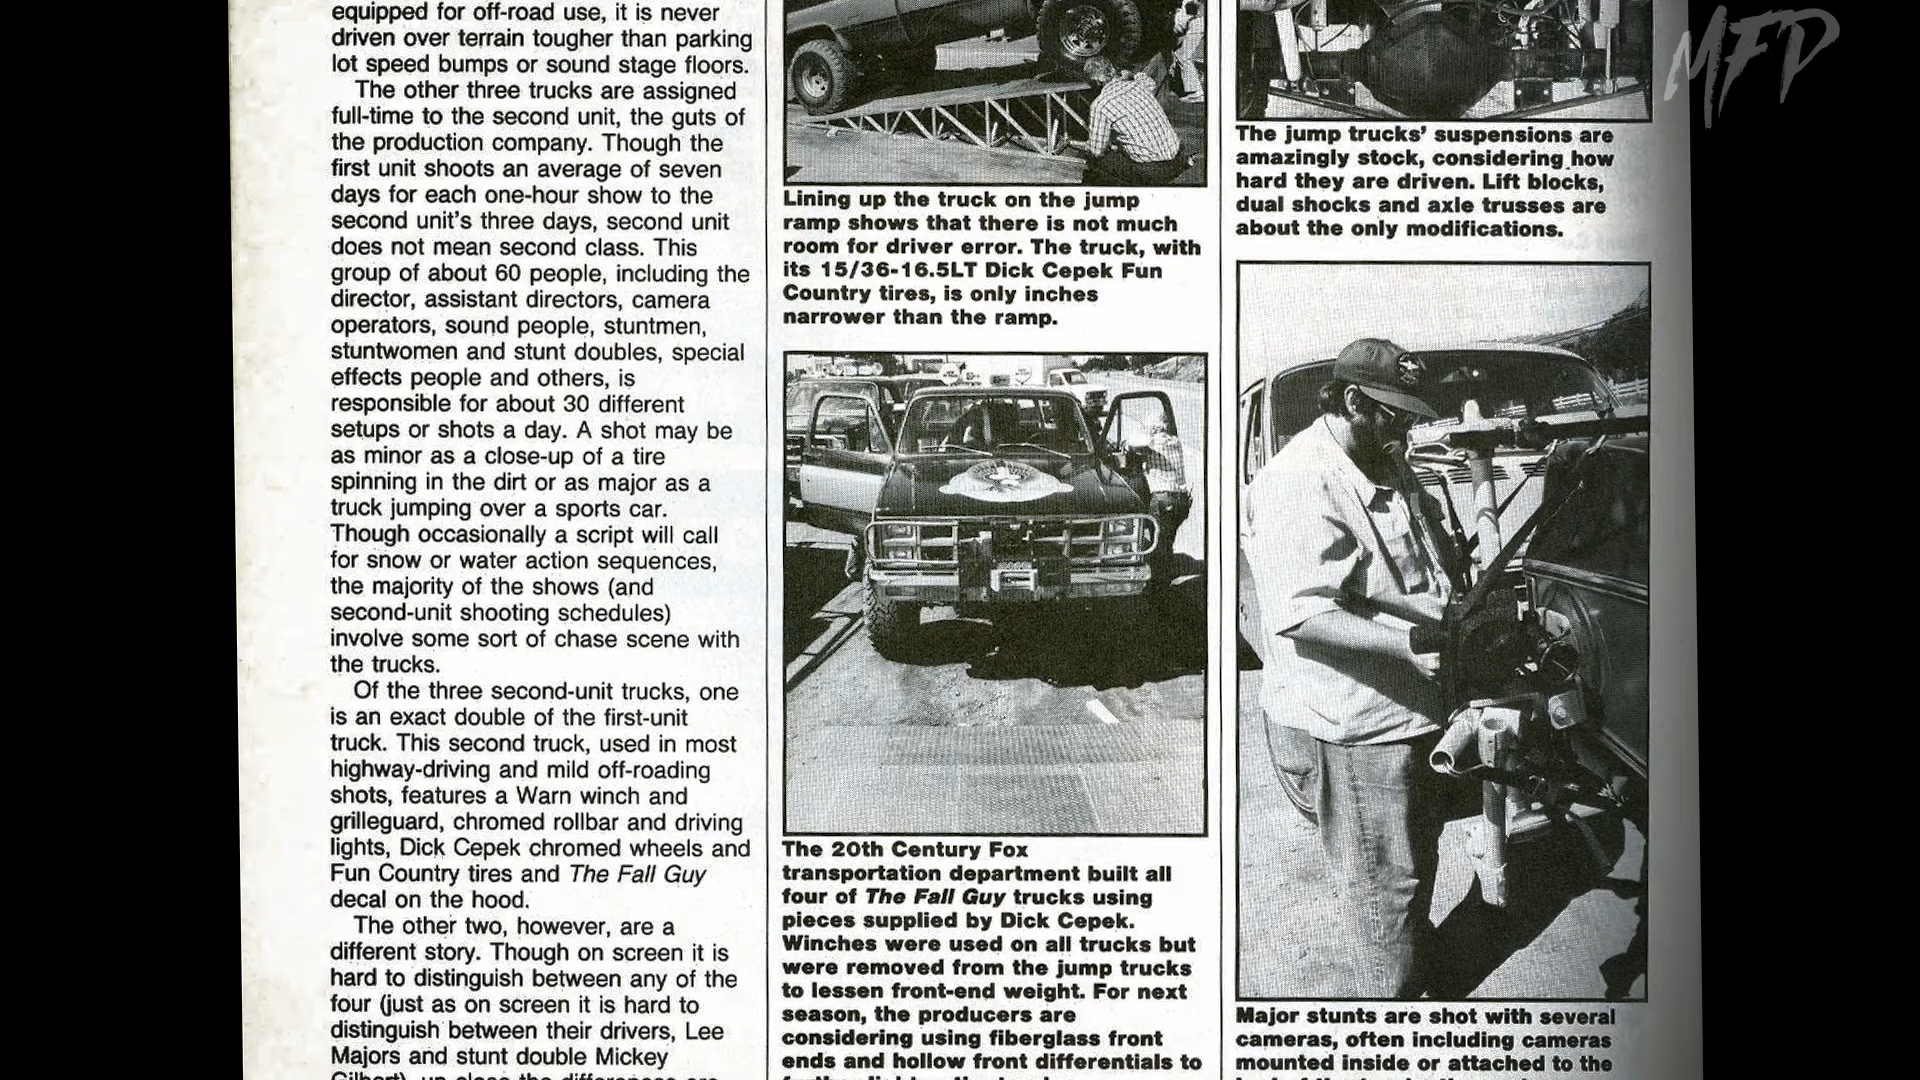 equipped for off-road use, it is never
driven over terrain tougher than parking
lot speed bumps or sound stage floors.
The other three trucks are assigned
full-time to the second unit, the guts of
the production company. Though the
first unit shoots an average of seven
days for each one-hour show to the
second unit's three days, second unit
does not mean second class. This
group of about 60 people, including the
director, assistant directors, camera
operators, sound people, stuntmen,
stuntwomen and stunt doubles, special
effects people and others, is
responsible for about 30 different
setups or shots a day. A shot may be
as minor as a close-up of a tire
spinning in the dirt or as major as a
truck jumping over a sports car.
Though occasionally a script will call
for snow or water action sequences,
the majority of the shows (and
second-unit shooting schedules)
involve some sort of chase scene with
the trucks.
Of the three second-unit trucks, one
is an exact double of the first-unit
truck. This second truck, used in most
highway-driving and mild off-roading
shots, features a Warn winch and
grilleguard, chromed rollbar and driving
lights, Dick Cepek chromed wheels and
Fun Country tires and The Fall Guy
decal on the hood.
The other two, however, are a
different story. Though on screen it is
hard to distinguish between any of the
four (just as on screen it is hard to
distinguish between their drivers, Lee
Majors and stunt double Mickey
Lining up the truck on the jump
ramp shows that there is not much
room for driver error. The truck, with
its 15/36-16.5LT Dick Cepek Fun
Country tires, is only inches
narrower than the ramp.
The 20th Century Fox
transportation department built all
four of The Fall Guy trucks using
pieces supplied by Dick Cepek.
Winches were used on all trucks but
were removed from the jump trucks
to lessen front-end weight. For next
season, the producers are
considering using fiberglass front
ends and hollow front differentials to
The jump trucks' suspensions are
amazingly stock, considering how
hard they are driven. Lift blocks,
dual shocks and axle trusses are
about the only modifications.
Major stunts are shot with several
cameras, often including cameras
mounted inside or attached to the
MFD